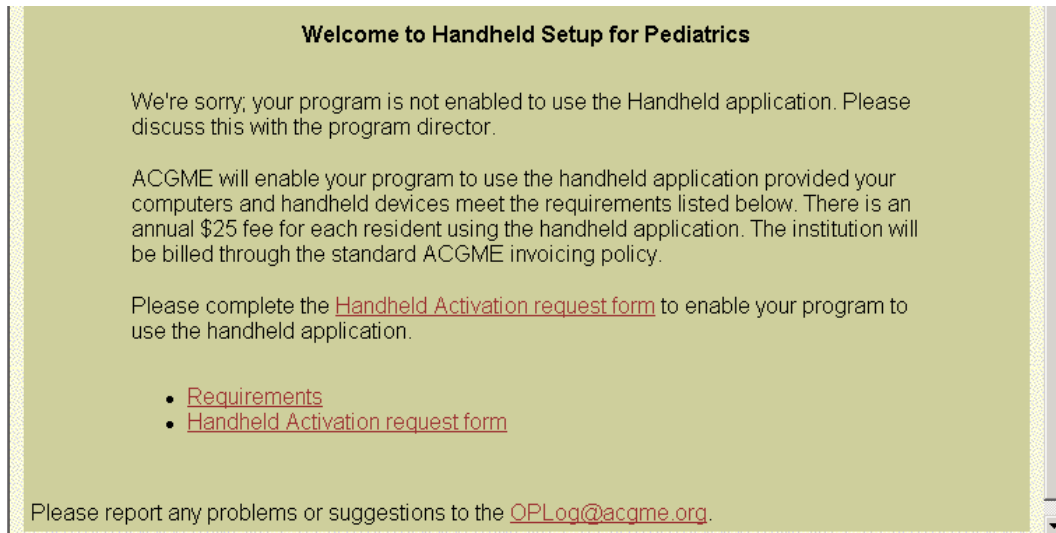 Welcome to Handheld Setup for Pediatrics
We're sorry; your program is not enabled to use the Handheld application. Please
discuss this with the program director.
ACGME will enable your program to use the handheld application provided your
computers and handheld devices meet the requirements listed below. There is an
annual $25 fee for each resident using the handheld application. The institution will
be billed through the standard ACGME invoicing policy.
Please complete the Handheld Activation request form to enable your program to
use the handheld application.
• Requirements
• Handheld Activation request form
Please report any problems or suggestions to the OPLog@acgme.org.